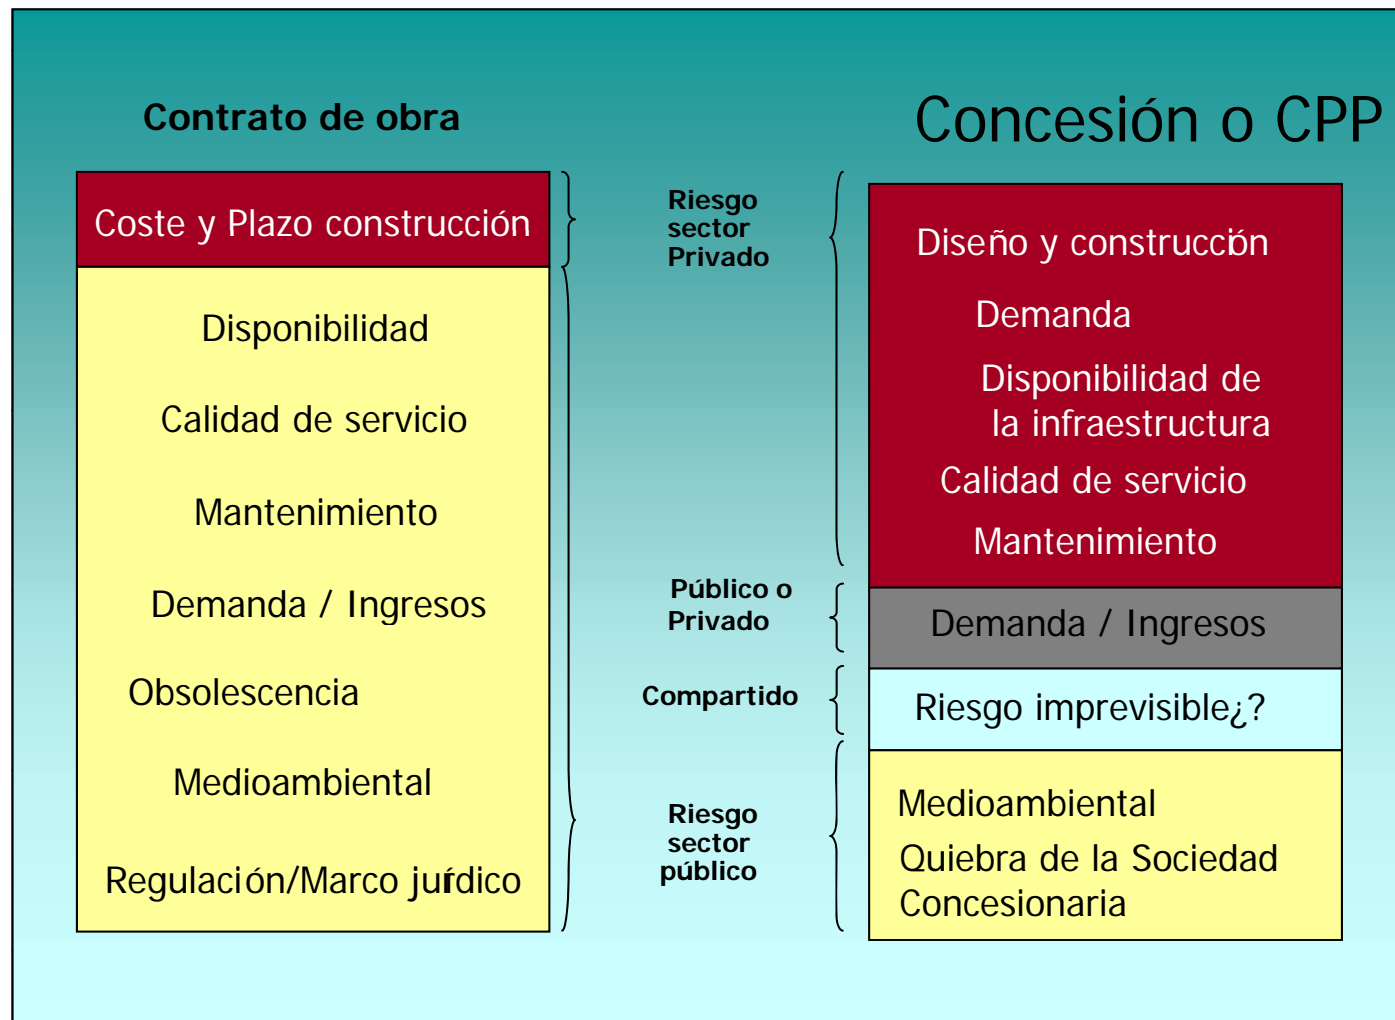 Contrato de obra
Coste y Plazo construcción
Disponibilidad
Calidad de servicio
Mantenimiento
Demanda / Ingresos
Obsolescencia
Medioambiental
Regulación/Marco jurídico
Riesgo
sector
Privado
Público o
Privado
Compartido
Riesgo
sector
público
Concesión o CPP
Diseño y construcción
Demanda
Disponibilidad de
la infraestructura
Calidad de servicio
Mantenimiento
Demanda / Ingresos
Riesgo imprevisible¿?
Medioambiental
Quiebra de la Sociedad
Concesionaria